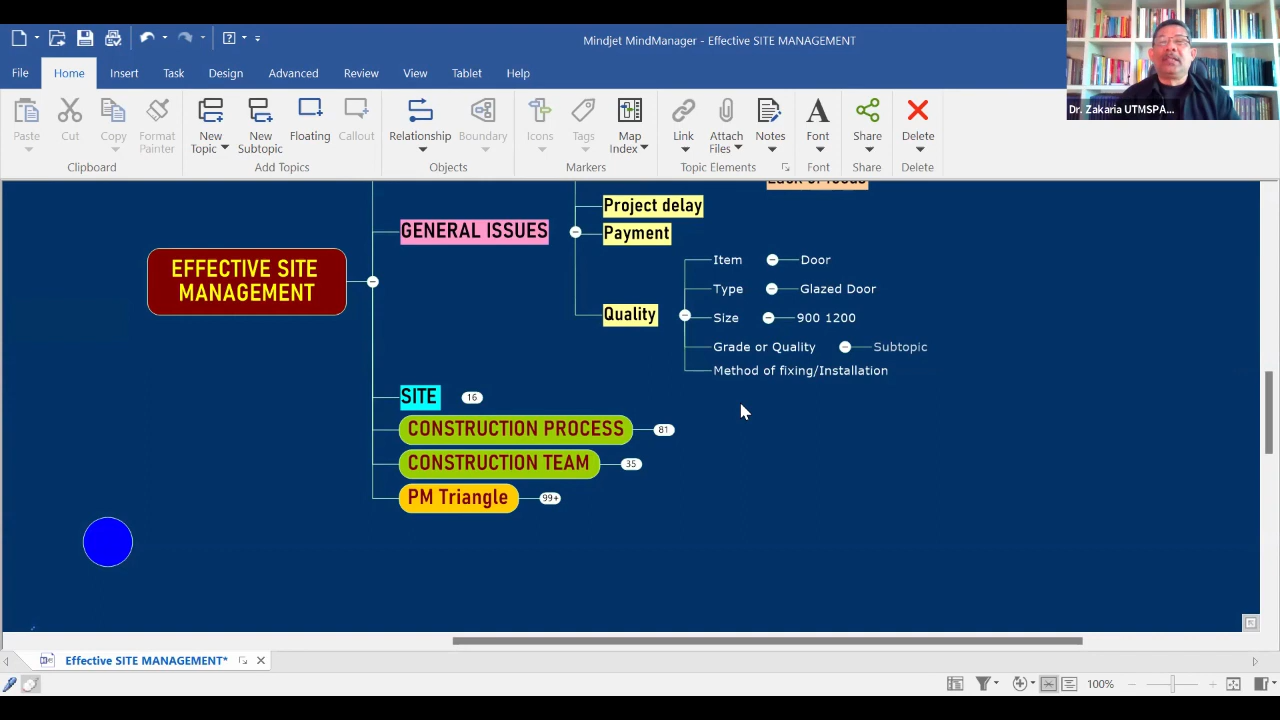 Mindjet MindManager - Effective SITE MANAGEMENT
File Home Insert Task Design Advanced Review View Tablet Help
Paste Cut Copy Format Painter New Topic New Subtopic Floating Callout Relationship Boundary Icons Tags Map Index Link Attach Files Notes Font Share Delete
Clipboard Add Topics Objects Markers Topic Elements Font Share Delete
Dr. Zakaria UTMSPA...
Lack of focus
Project delay
GENERAL ISSUES
Payment
EFFECTIVE SITE
MANAGEMENT
Item Door
Type Glazed Door
Quality
Size 900 1200
Grade or Quality Subtopic
Method of fixing/Installation
SITE 16
CONSTRUCTION PROCESS 81
CONSTRUCTION TEAM 35
PM Triangle 99+
Effective SITE MANAGEMENT*
100%